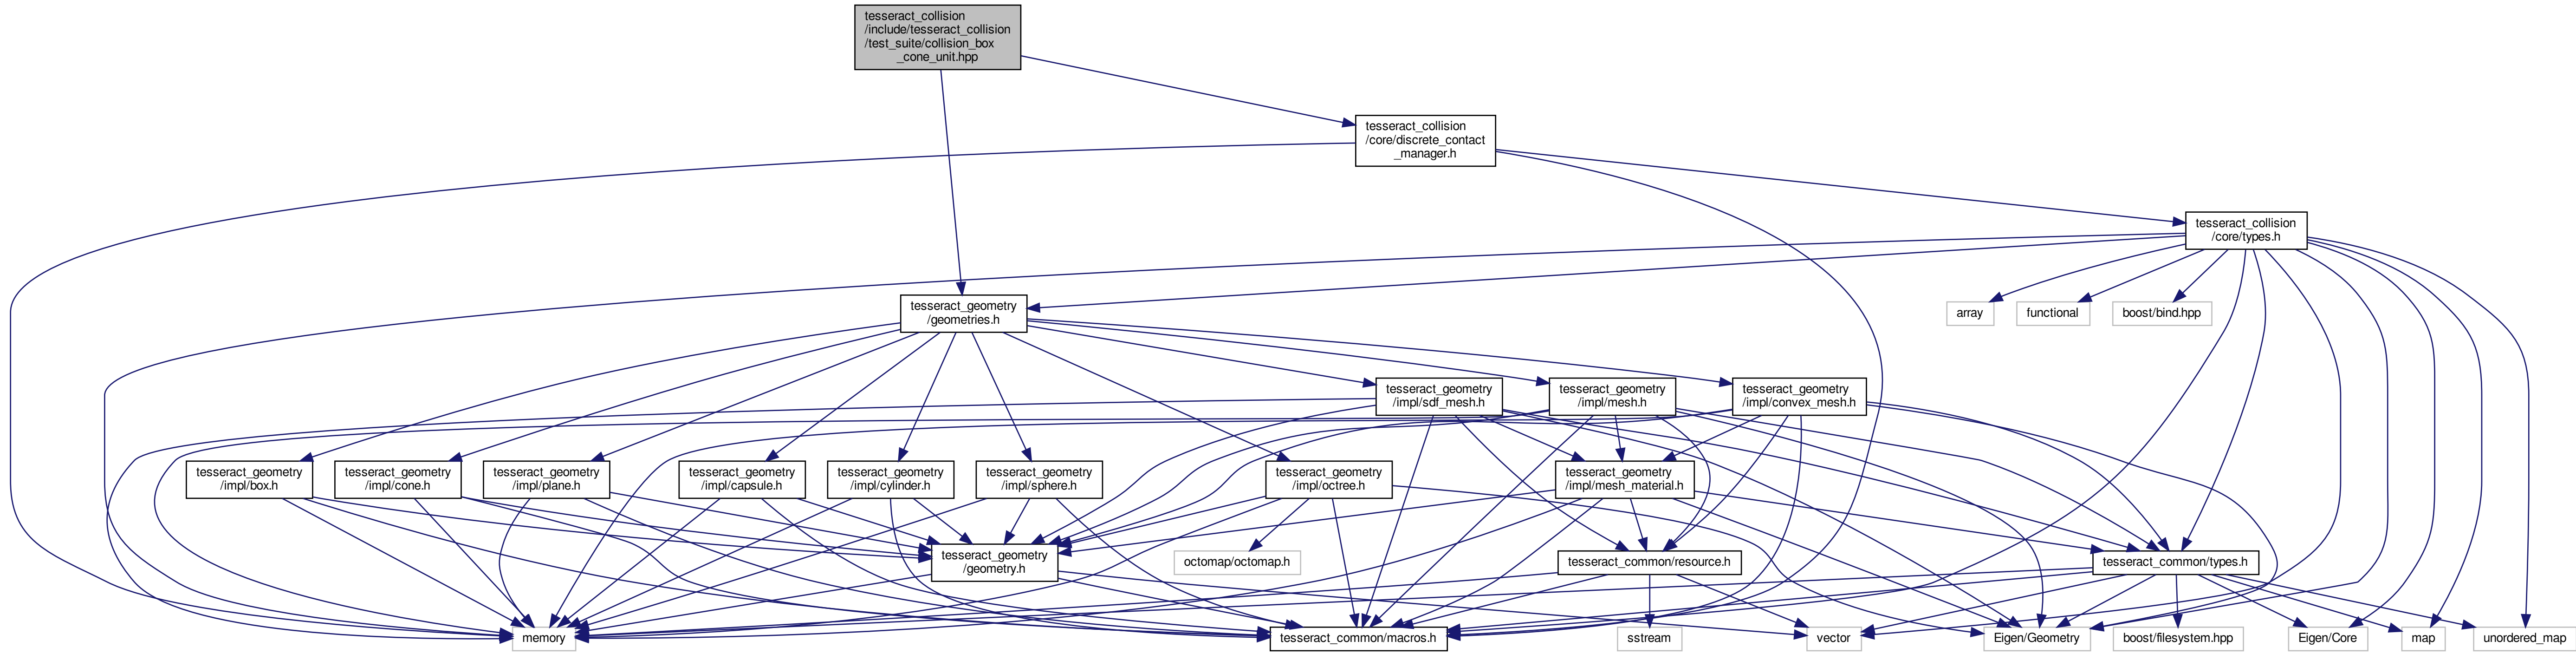 tesseract_collision
/include/tesseract_collision
/test_suite/collision_box
_cone_unit.hpp
tesseract_collision
/core/discrete_contact
_manager.h
tesseract_collision
/core/types.h
tesseract_geometry
/geometries.h
array
functional
boost/bind.hpp
tesseract_geometry
/impl/sdf_mesh.h
tesseract_geometry
/impl/mesh.h
tesseract_geometry
/impl/convex_mesh.h
tesseract_geometry
/impl/box.h
tesseract_geometry
/impl/cone.h
tesseract_geometry
/impl/plane.h
tesseract_geometry
/impl/capsule.h
tesseract_geometry
/impl/cylinder.h
tesseract_geometry
/impl/sphere.h
tesseract_geometry
/impl/octree.h
tesseract_geometry
/impl/mesh_material.h
tesseract_geometry
/geometry.h
octomap/octomap.h
tesseract_common/resource.h
tesseract_common/types.h
memory
tesseract_common/macros.h
sstream
vector
Eigen/Geometry
boost/filesystem.hpp
Eigen/Core
map
unordered_map